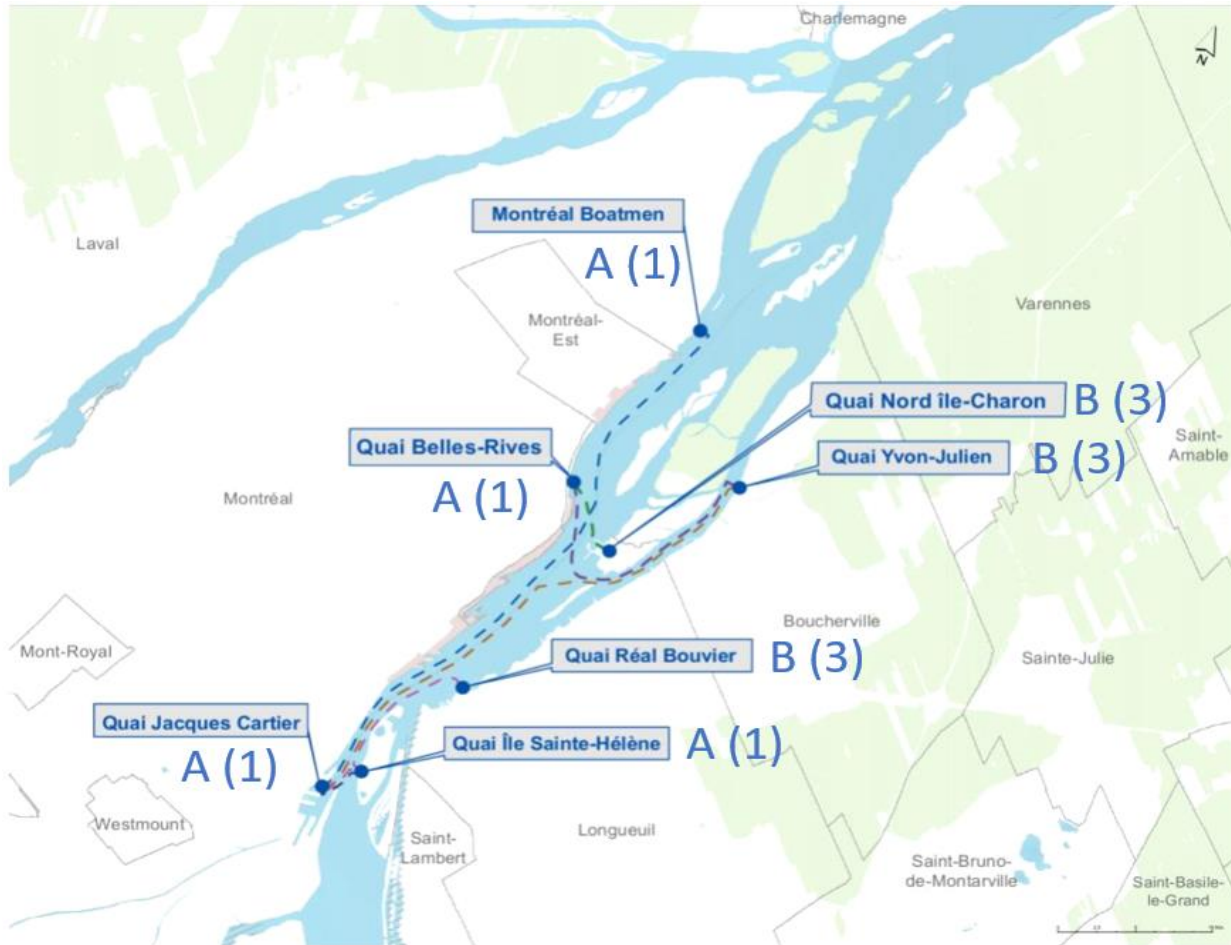 Charlemagne
N
Laval
Montréal Boatmen
A (1)
Montréal-
Est
Varennes
Quai Nord île-Charon B (3)
Quai Belles-Rives
A (1)
Quai Yvon-Julien B (3)
Saint-
Amable
Montréal
Boucherville
Mont-Royal
Quai Réal Bouvier B (3)
Sainte-Julie
Quai Jacques Cartier
A (1)
Quai Île Sainte-Hélène A (1)
Westmount
Saint-
Lambert
Longueuil
Saint-Bruno-
de-Montarville
Saint-Basile-
le-Grand